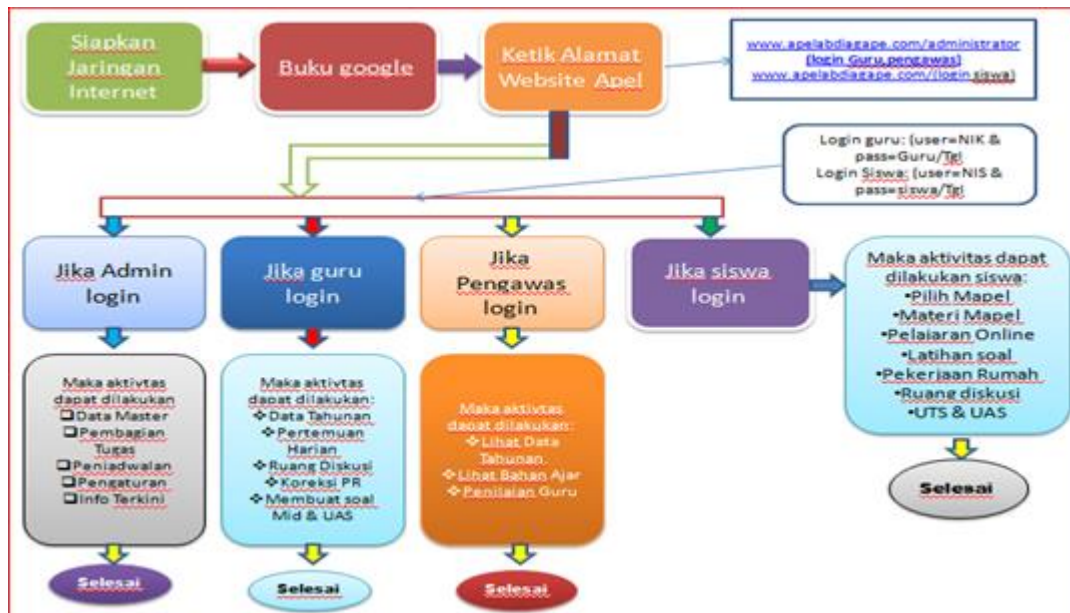 Siapkan
Jaringan
Internet
Buku google
Ketik Alamat
Website Apel
www.apelabdiagape.com/administrator
(login Guru,pengawas)
www.apelabdiagape.com/(login siswa)
Login guru: (user=NIK &
pass=Guru/Tgl
Login Siswa: (user=NIS &
pass=siswa/Tgl
Jika Admin
login
Jika guru
login
Jika
Pengawas
login
Jika siswa
login
Maka aktivitas dapat
dilakukan siswa:
•Pilih Mapel
•Materi Mapel
•Pelajaran Online
•Latihan soal
•Pekerjaan Rumah
•Ruang diskusi
•UTS & UAS
Selesai
Maka aktivtas
dapat dilakukan
❑Data Master
❑Pembagian
Tugas
❑Penjadwalan
❑Pengaturan
❑Info Terkini
Selesai
Maka aktivtas
dapat dilakukan:
❖Data Tahunan
❖Pertemuan
Harian
❖Ruang Diskusi
❖Koreksi PR
❖Membuat soal
Mid & UAS
Selesai
Maka aktivtas
dapat dilakukan:
❖Lihat Data
Tahunan
❖Lihat Bahan Ajar
❖Penilaian Guru
Selesai